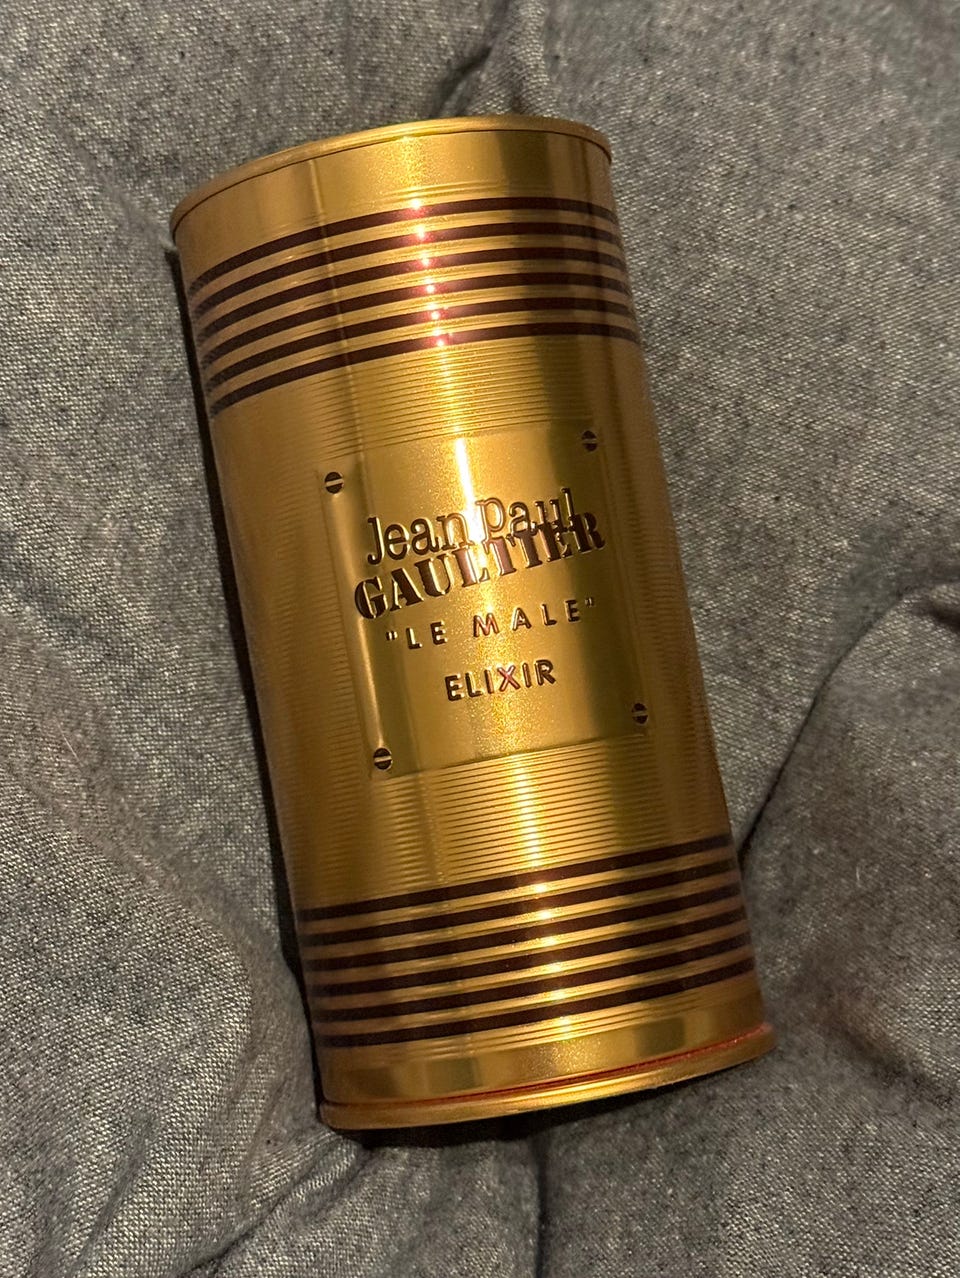 Jean Paul
GAULTIER
"LE MALE"
ELIXIR